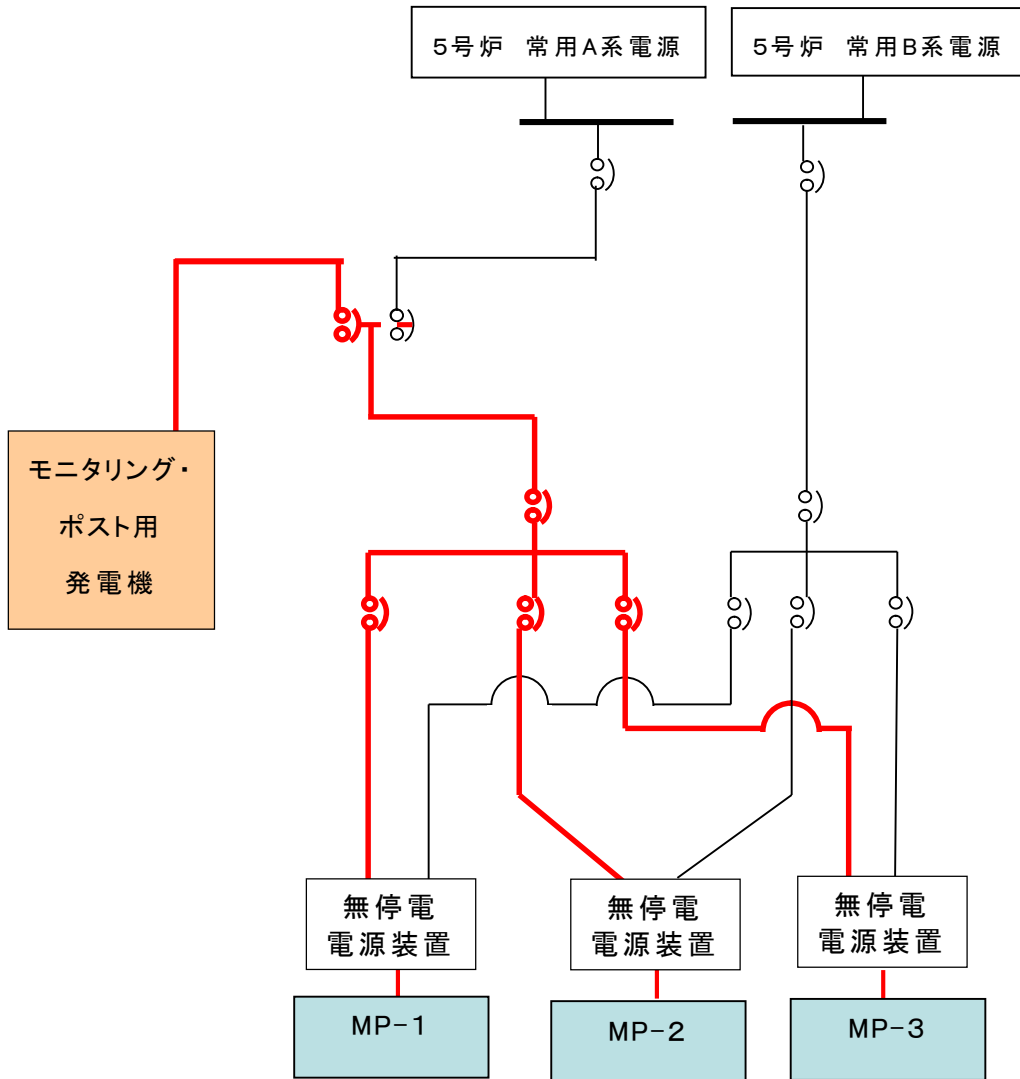 5号炉 常用A系電源
5号炉 常用B系電源
モニタリング・
ポスト用
発電機
無停電
電源装置
無停電
電源装置
無停電
電源装置
MP-1
MP-2
MP-3